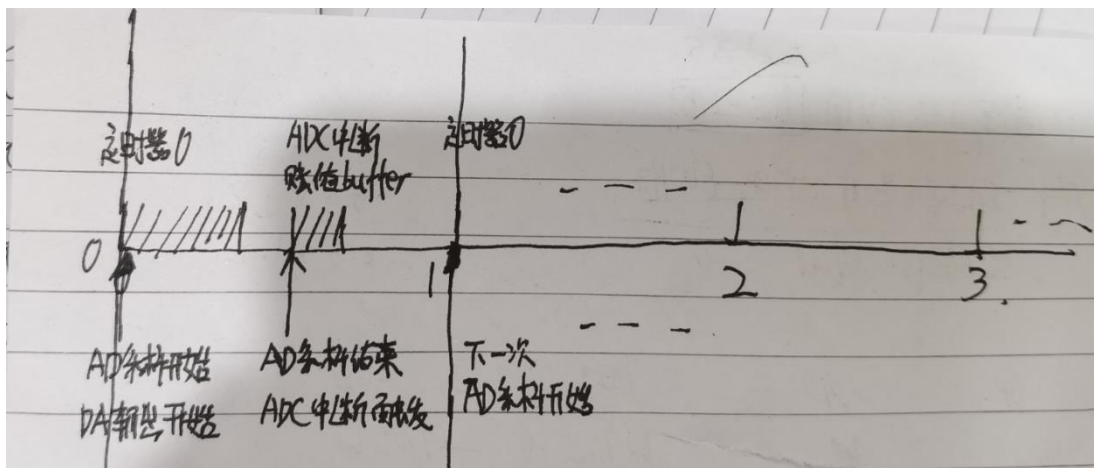 定时器0
ADC中断
赋值buffer
定时器0
0
1
2
3.
AD采样开始
DA输出开始
AD采样结束
ADC中断触发
下一次
AD采样开始